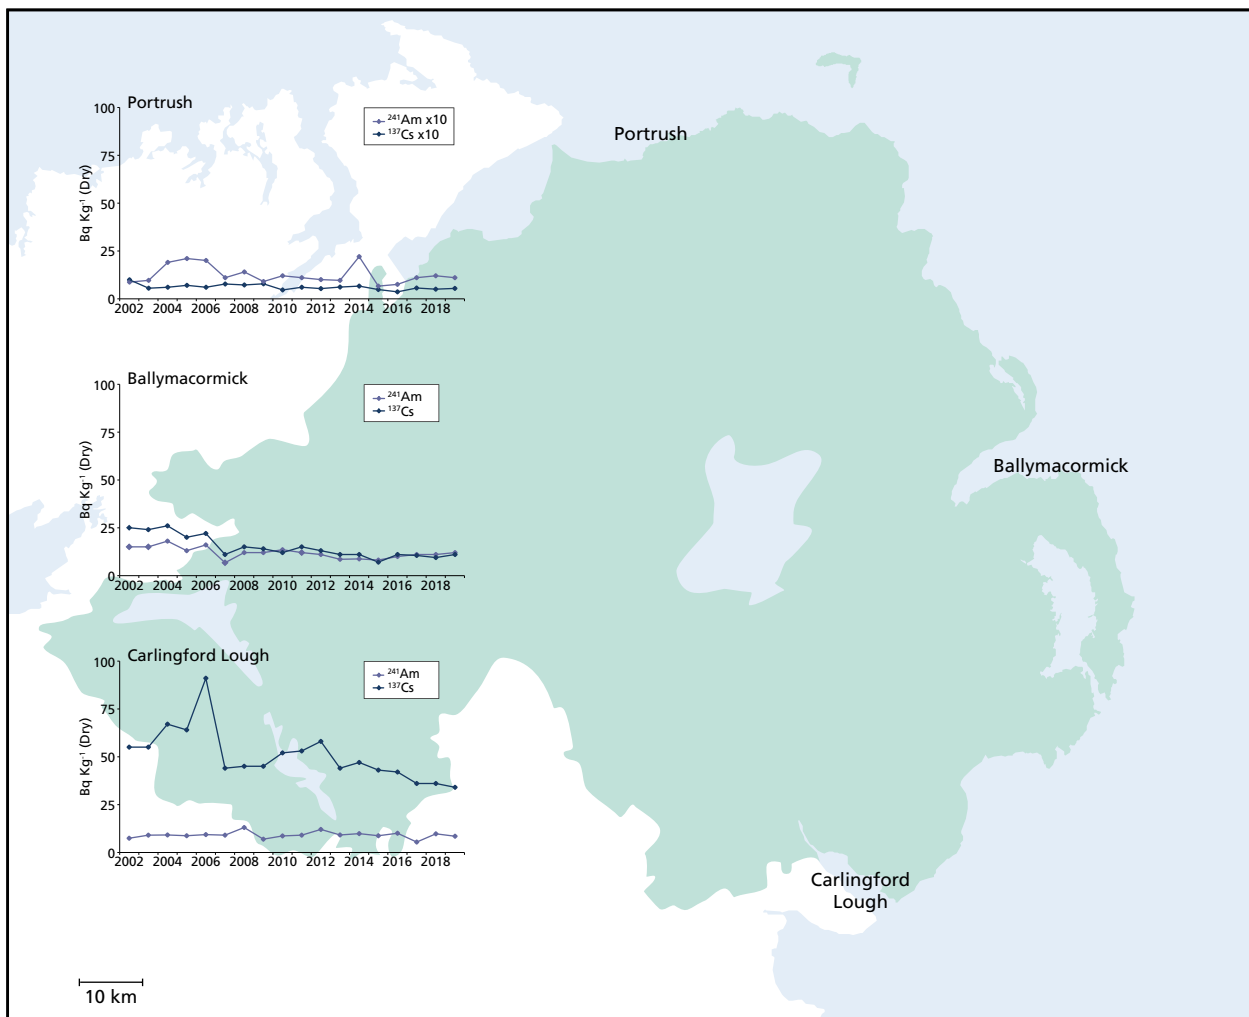 Portrush
100
75
50
25
0
Bq Kg⁻¹ (Dry)
²⁴¹Am x10
¹³⁷Cs x10
2002 2004 2006 2008 2010 2012 2014 2016 2018
Portrush
Ballymacormick
100
75
50
25
0
Bq Kg⁻¹ (Dry)
²⁴¹Am
¹³⁷Cs
2002 2004 2006 2008 2010 2012 2014 2016 2018
Ballymacormick
Carlingford Lough
100
75
50
25
0
Bq Kg⁻¹ (Dry)
²⁴¹Am
¹³⁷Cs
2002 2004 2006 2008 2010 2012 2014 2016 2018
Carlingford
Lough
10 km